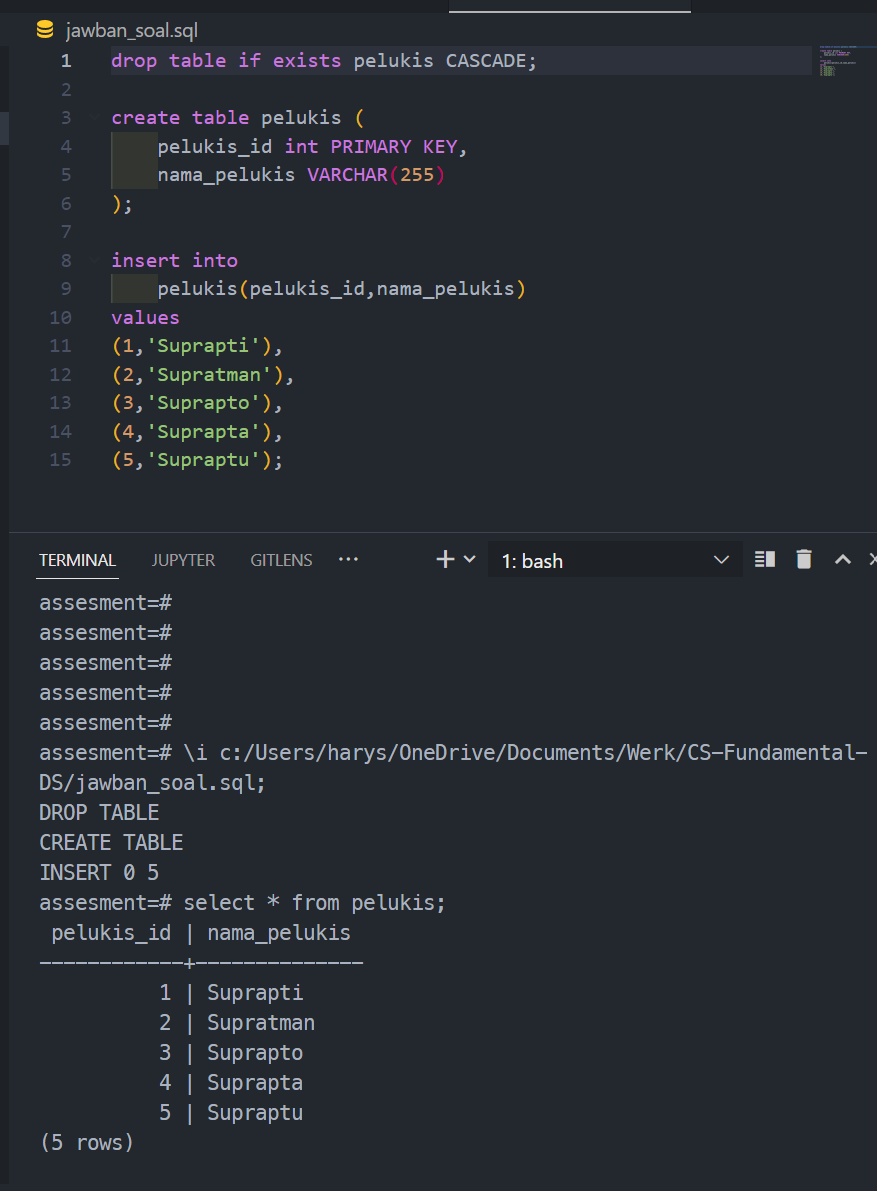 jawban_soal.sql
1 drop table if exists pelukis CASCADE;
2
3 create table pelukis (
4 pelukis_id int PRIMARY KEY,
5 nama_pelukis VARCHAR(255)
6 );
7
8 insert into
9 pelukis(pelukis_id,nama_pelukis)
10 values
11 (1,'Suprapti'),
12 (2,'Supratman'),
13 (3,'Suprapto'),
14 (4,'Suprapta'),
15 (5,'Supraptu');
TERMINAL JUPYTER GITLENS ··· 1: bash
assesment=#
assesment=#
assesment=#
assesment=#
assesment=#
assesment=# \i c:/Users/harys/OneDrive/Documents/Werk/CS-Fundamental-
DS/jawban_soal.sql;
DROP TABLE
CREATE TABLE
INSERT 0 5
assesment=# select * from pelukis;
pelukis_id | nama_pelukis
------------+--------------
1 | Suprapti
2 | Supratman
3 | Suprapto
4 | Suprapta
5 | Supraptu
(5 rows)